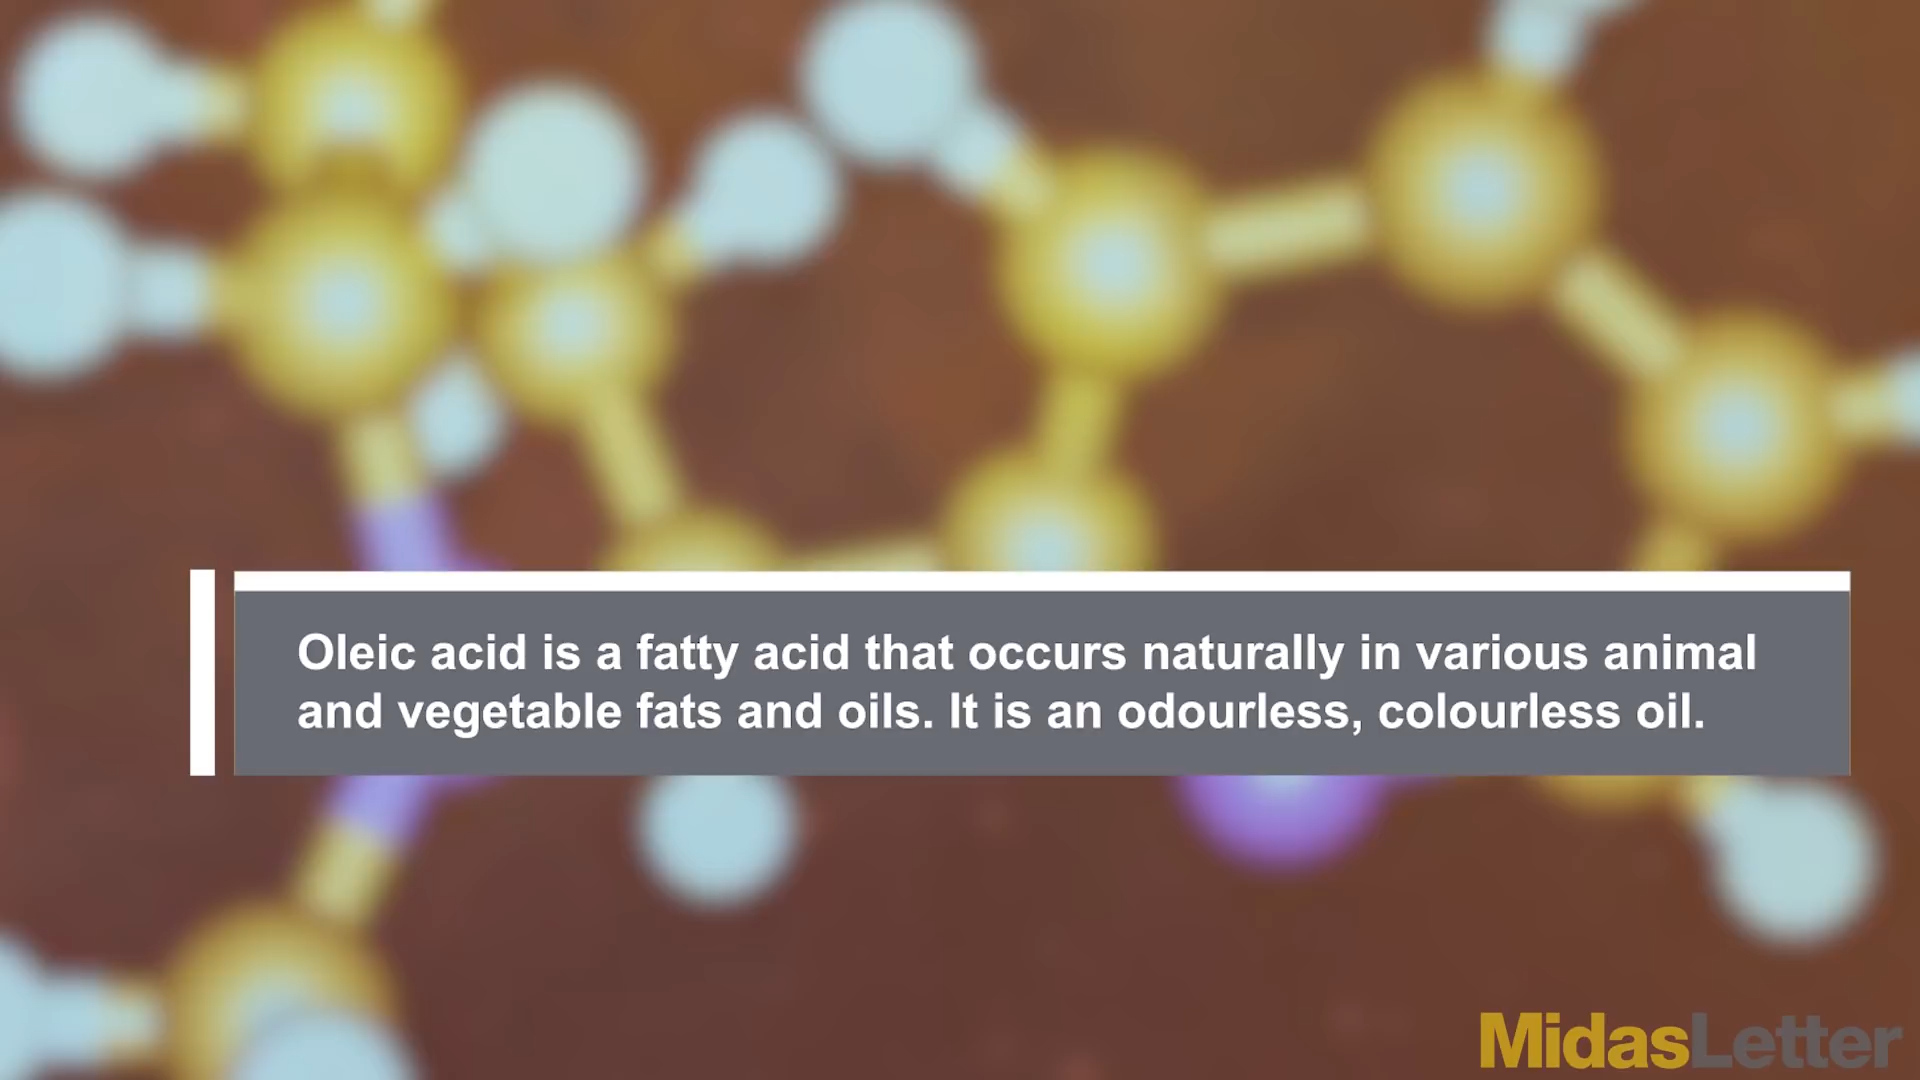 Oleic acid is a fatty acid that occurs naturally in various animal
and vegetable fats and oils. It is an odourless, colourless oil.
MidasLetter